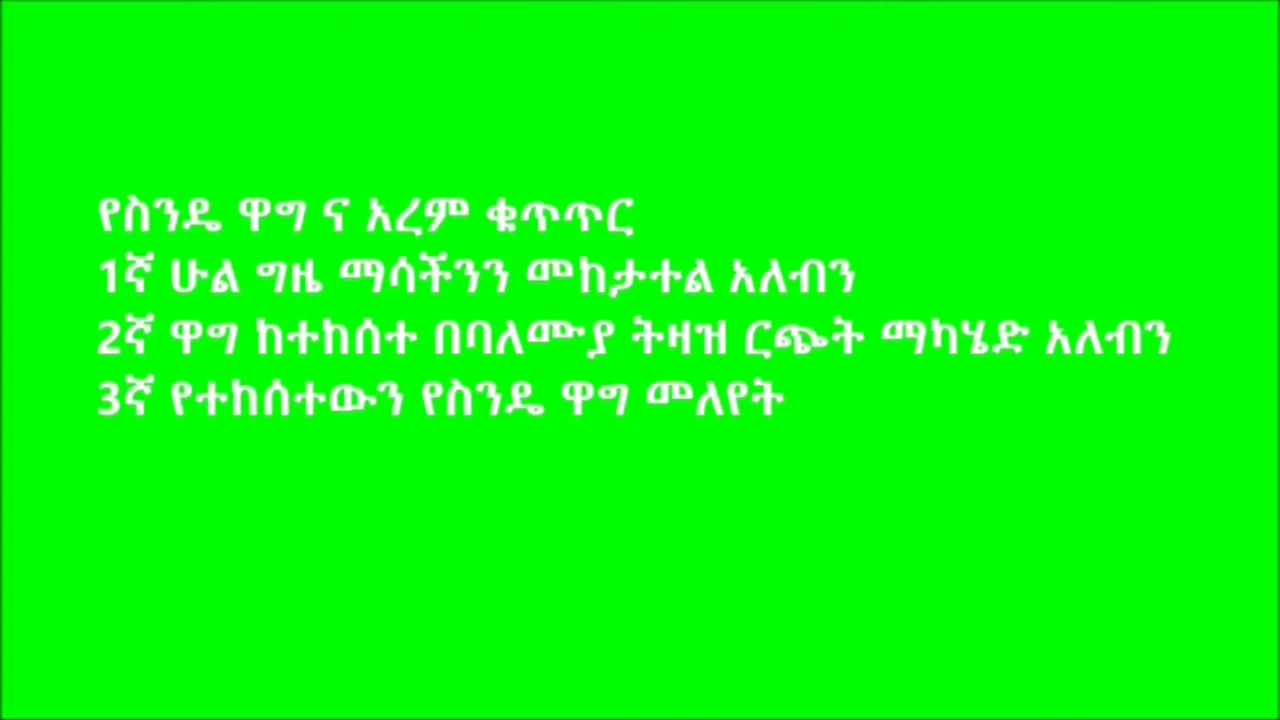 የስንዴ ዋግ ና አረም ቁጥጥር
1ኛ ሁል ግዜ ማሳችንን መከታተል አለብን
2ኛ ዋግ ከተከሰተ በባለሙያ ትዛዝ ርጭት ማካሄድ አለብን
3ኛ የተከሰተውን የስንዴ ዋግ መለየት